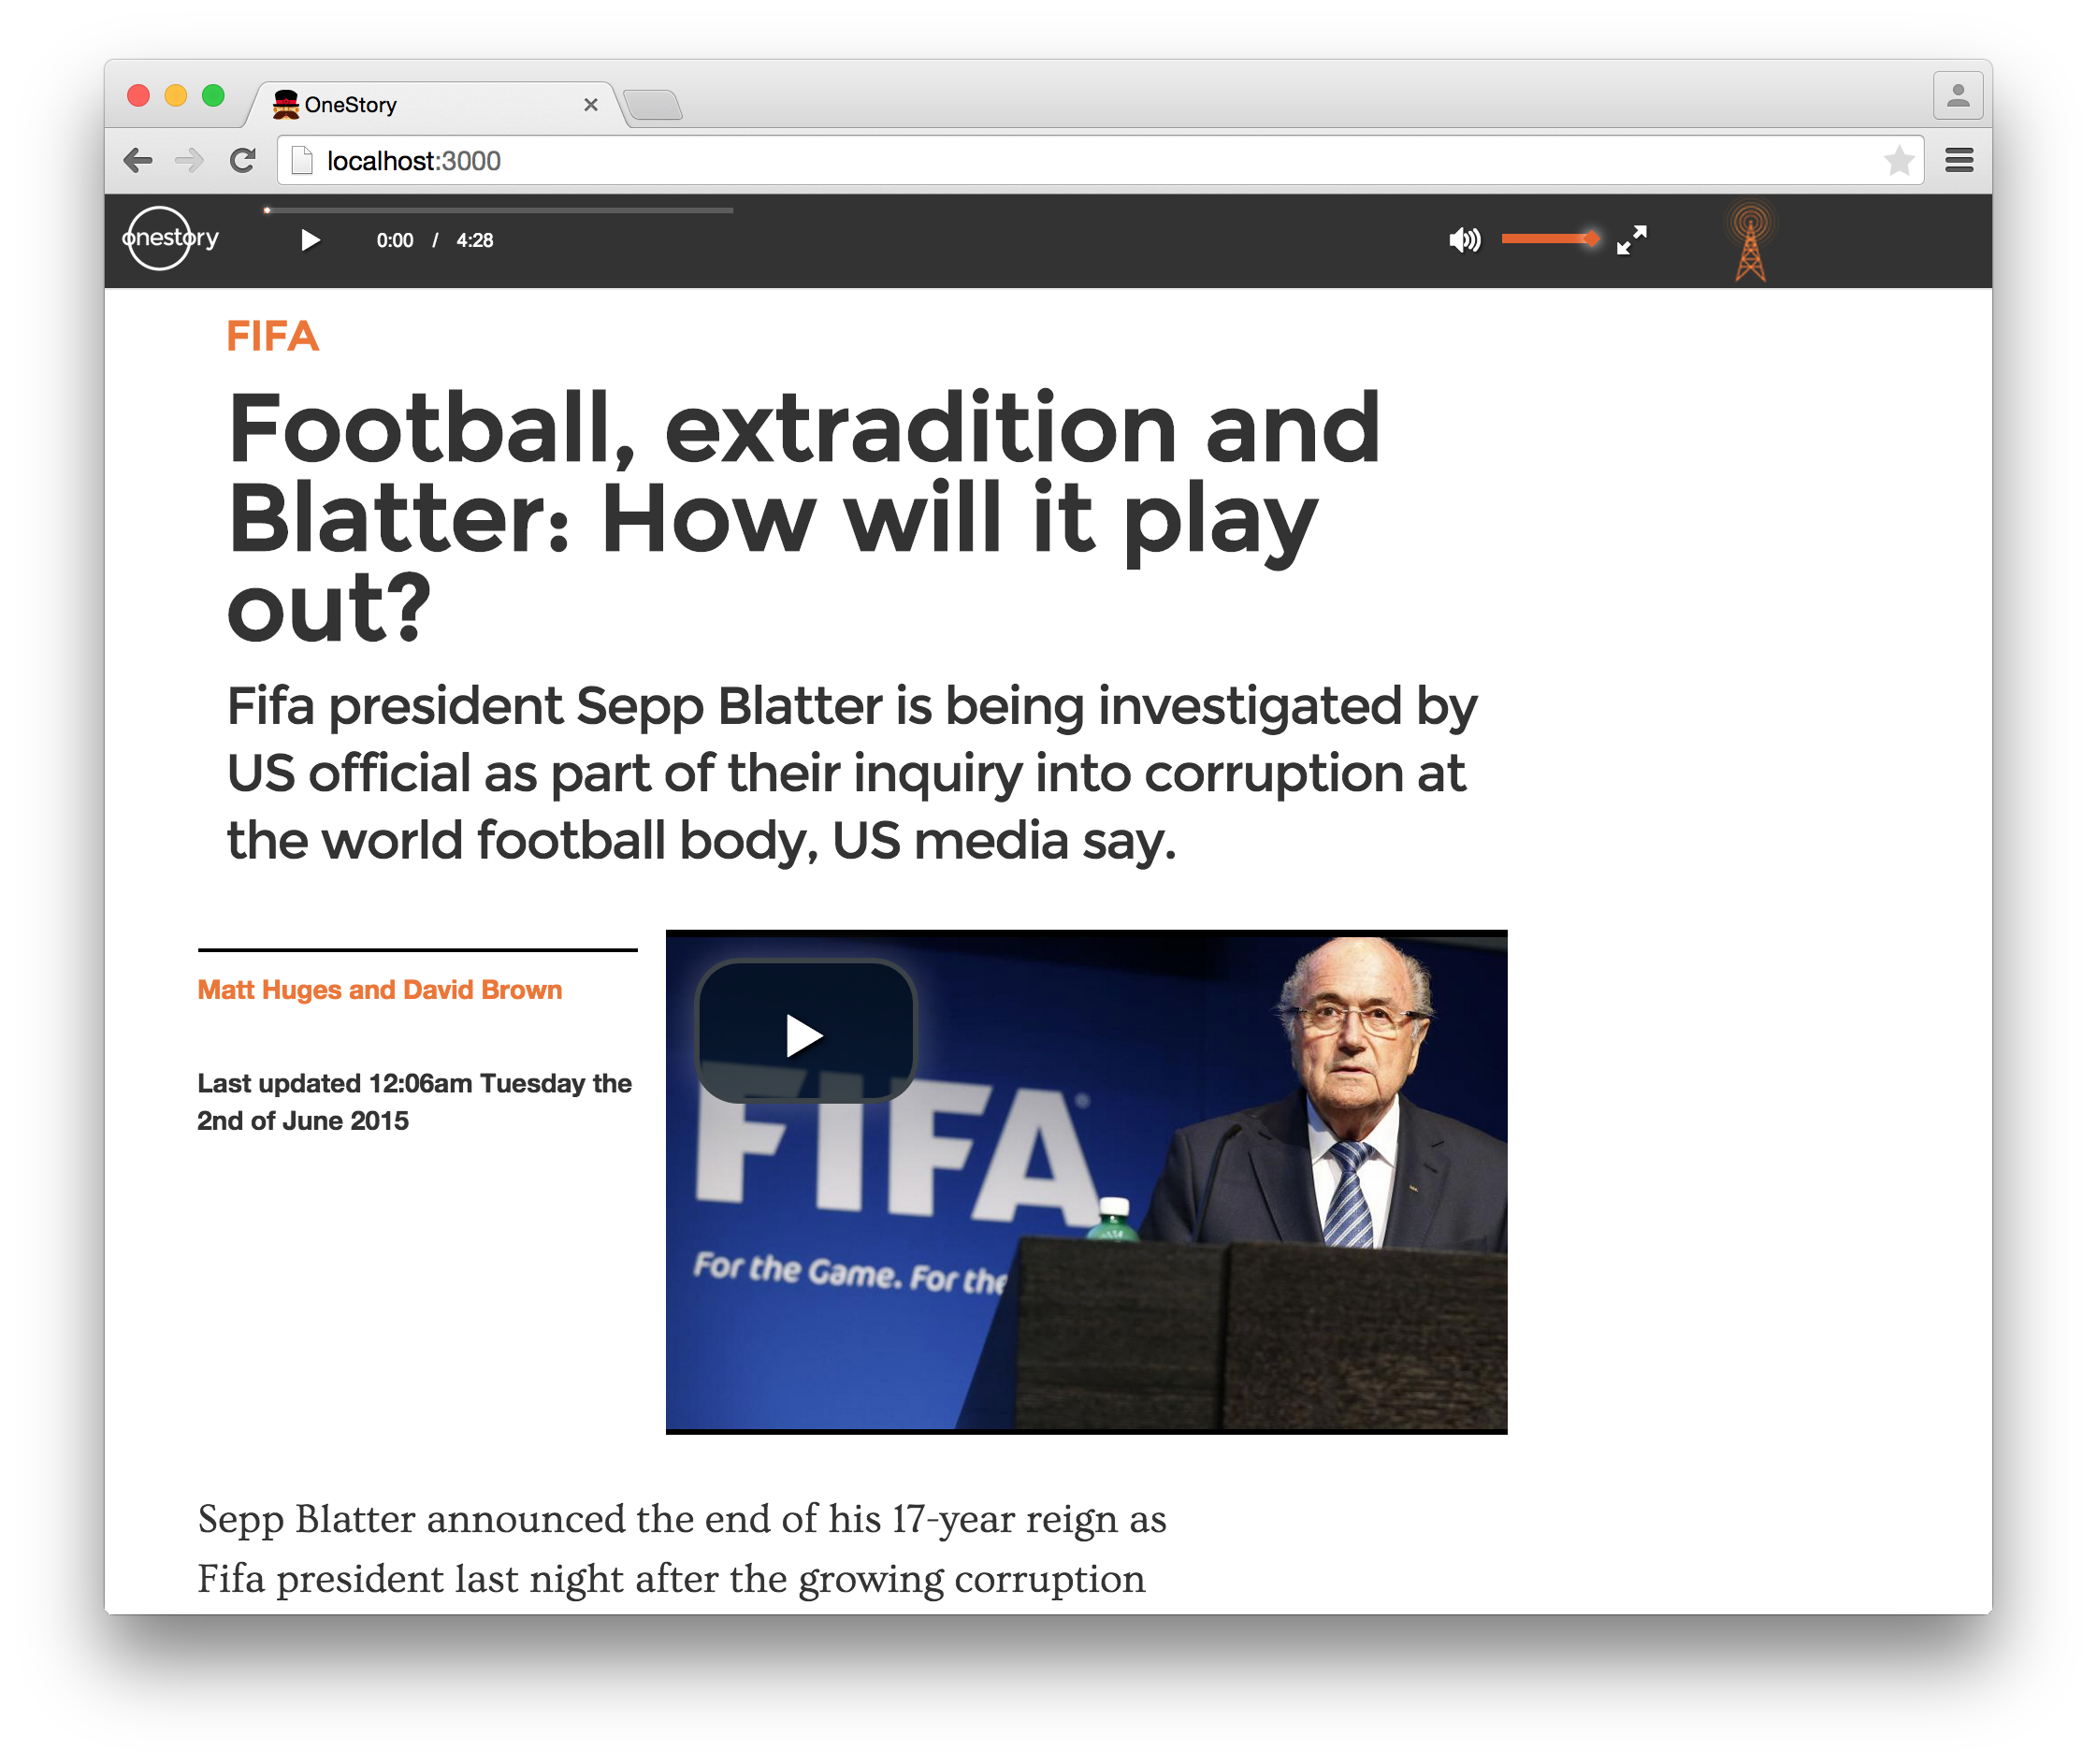 OneStory
localhost:3000
onestory
0:00 / 4:28
FIFA
Football, extradition and
Blatter: How will it play
out?
Fifa president Sepp Blatter is being investigated by
US official as part of their inquiry into corruption at
the world football body, US media say.
Matt Huges and David Brown
Last updated 12:06am Tuesday the
2nd of June 2015
FIFA
For the Game. For the
Sepp Blatter announced the end of his 17-year reign as
Fifa president last night after the growing corruption